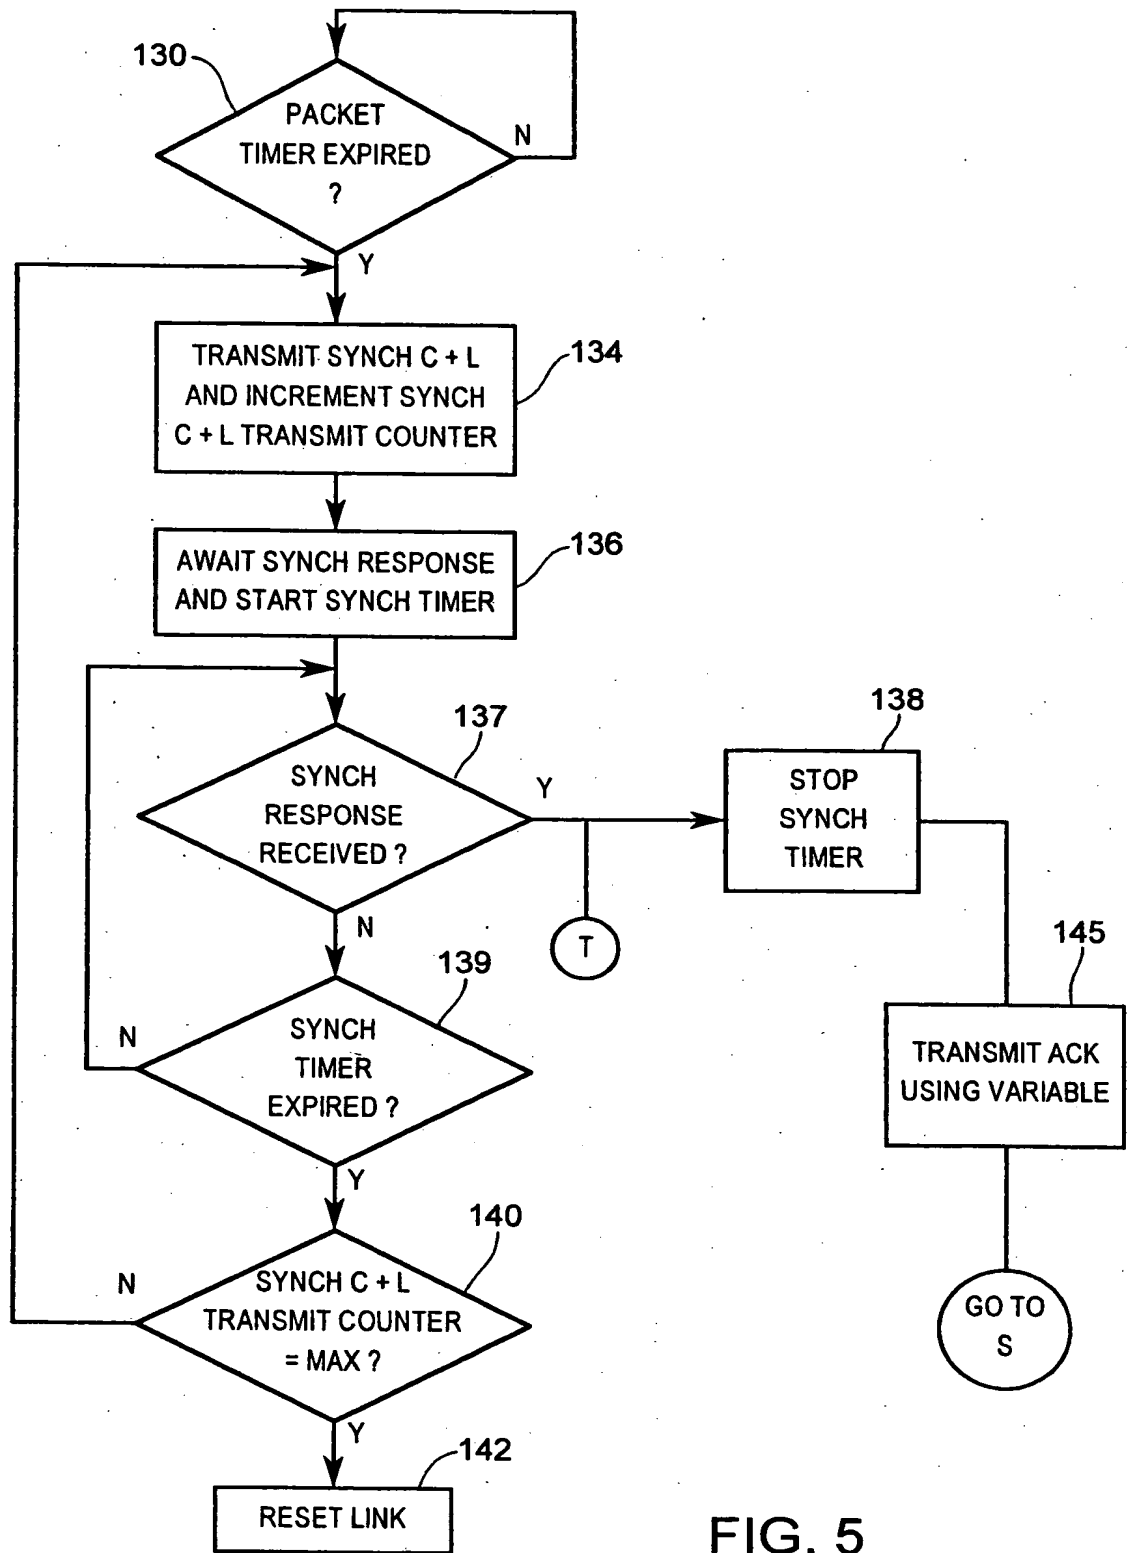 130
PACKET
TIMER EXPIRED
?
N
Y
TRANSMIT SYNCH C + L
AND INCREMENT SYNCH
C + L TRANSMIT COUNTER
134
AWAIT SYNCH RESPONSE
AND START SYNCH TIMER
136
137
SYNCH
RESPONSE
RECEIVED ?
Y
N
T
138
STOP
SYNCH
TIMER
139
SYNCH
TIMER
EXPIRED ?
N
Y
145
TRANSMIT ACK
USING VARIABLE
140
SYNCH C + L
TRANSMIT COUNTER
= MAX ?
N
Y
GO TO
S
142
RESET LINK
FIG. 5